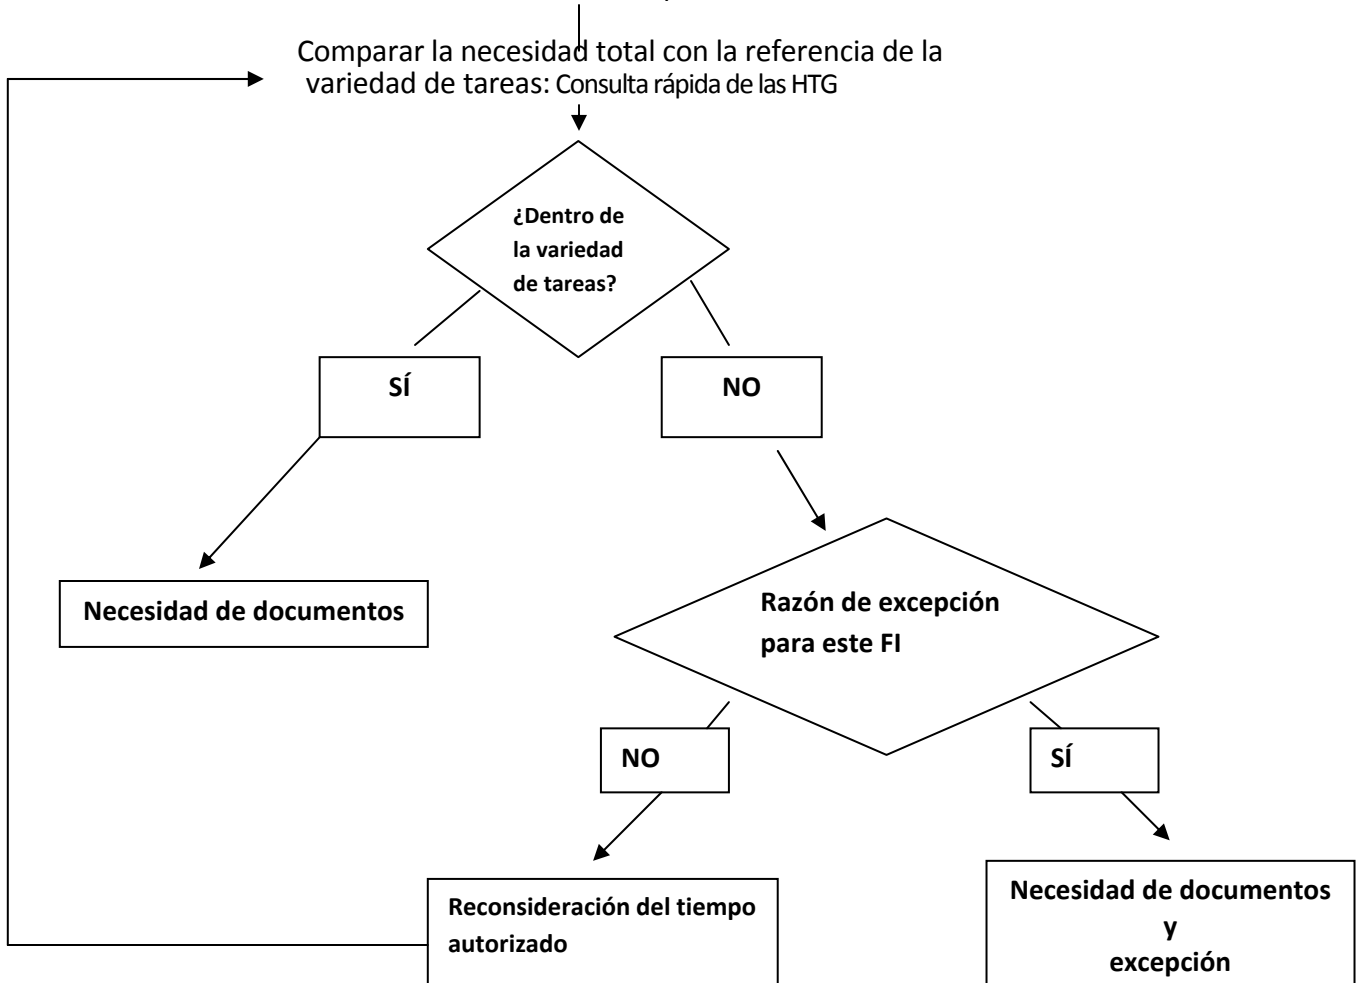 Comparar la necesidad total con la referencia de la
variedad de tareas: Consulta rápida de las HTG
¿Dentro de
la variedad
de tareas?
SÍ
NO
Necesidad de documentos
Razón de excepción
para este FI
NO
SÍ
Reconsideración del tiempo
autorizado
Necesidad de documentos
y
excepción